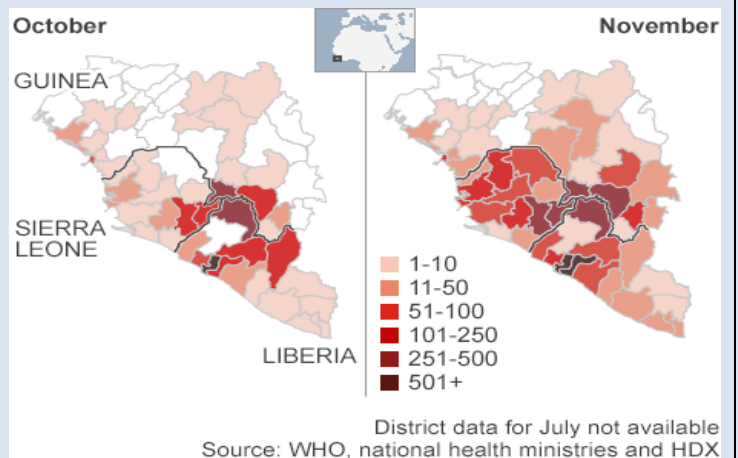 October
November
GUINEA
SIERRA
LEONE
LIBERIA
1-10
11-50
51-100
101-250
251-500
501+
District data for July not available
Source: WHO, national health ministries and HDX